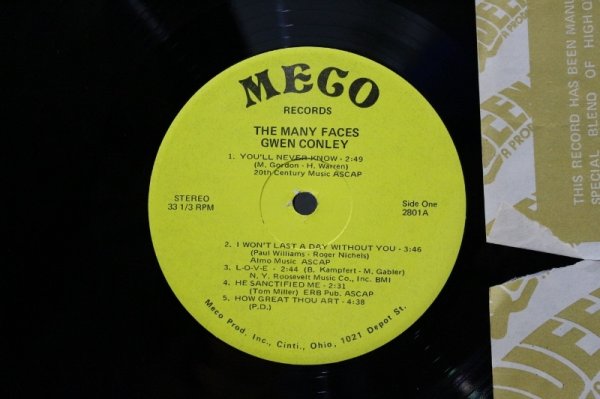 MECO
RECORDS
THE MANY FACES
GWEN CONLEY
1. YOU'LL NEVER KNOW - 2:49
(M. Gordon - H. Warren)
20th Century Music ASCAP
STEREO
33 1/3 RPM
Side One
2801A
2. I WON'T LAST A DAY WITHOUT YOU - 3:46
(Paul Williams - Roger Nichels)
Almo Music ASCAP
3. L-O-V-E - 2:44 (B. Kampfert - M. Gabler)
N. Y. Roosevelt Music Co., Inc. BMI
4. HE SANCTIFIED ME - 2:31
(Tom Miller) ERB Pub. ASCAP
5. HOW GREAT THOU ART - 4:38
(P.D.)
Meco Prod. Inc., Cinti., Ohio, 1021 Depot St.
THIS RECORD HAS BEEN MANU
SPECIAL BLEND OF HIGH Q
QUEEN
A PRO